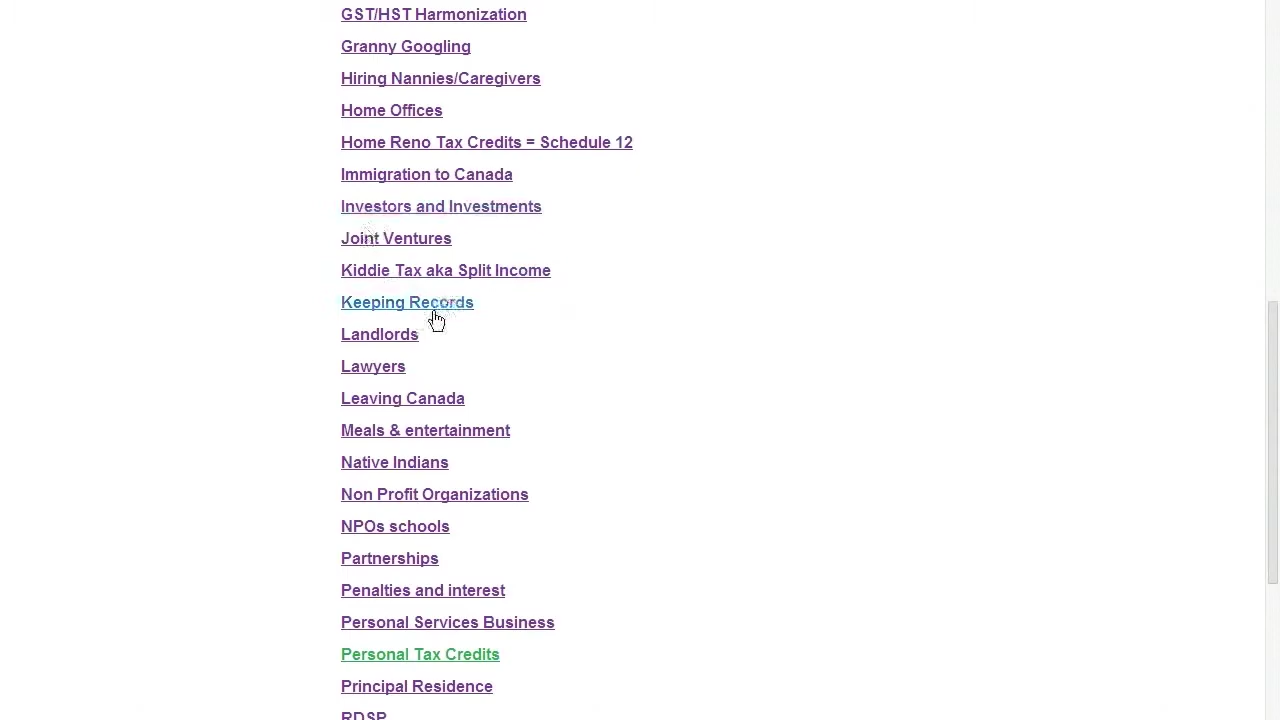 GST/HST Harmonization
Granny Googling
Hiring Nannies/Caregivers
Home Offices
Home Reno Tax Credits = Schedule 12
Immigration to Canada
Investors and Investments
Joint Ventures
Kiddie Tax aka Split Income
Keeping Records
Landlords
Lawyers
Leaving Canada
Meals & entertainment
Native Indians
Non Profit Organizations
NPOs schools
Partnerships
Penalties and interest
Personal Services Business
Personal Tax Credits
Principal Residence
RDSP